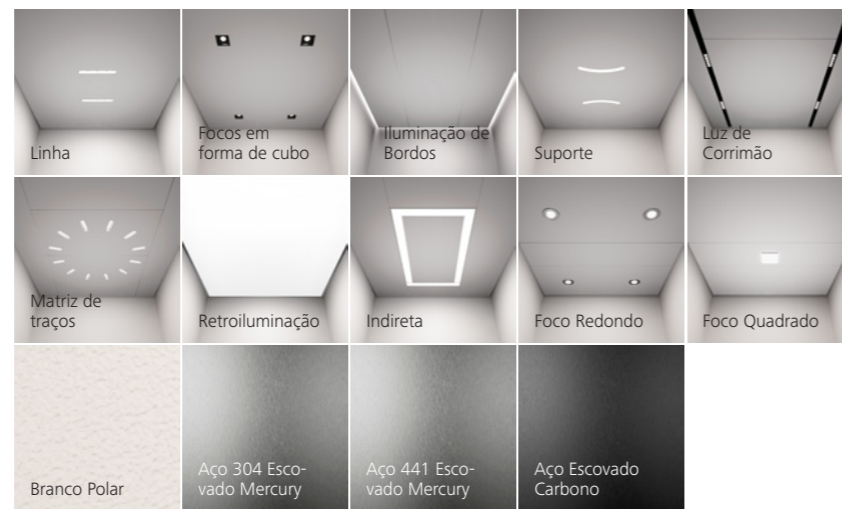 Linha
Focos em
forma de cubo
Iluminação de
Bordos
Suporte
Luz de
Corrimão
Matriz de
traços
Retroiluminação
Indireta
Foco Redondo
Foco Quadrado
Branco Polar
Aço 304 Esco-
vado Mercury
Aço 441 Esco-
vado Mercury
Aço Escovado
Carbono